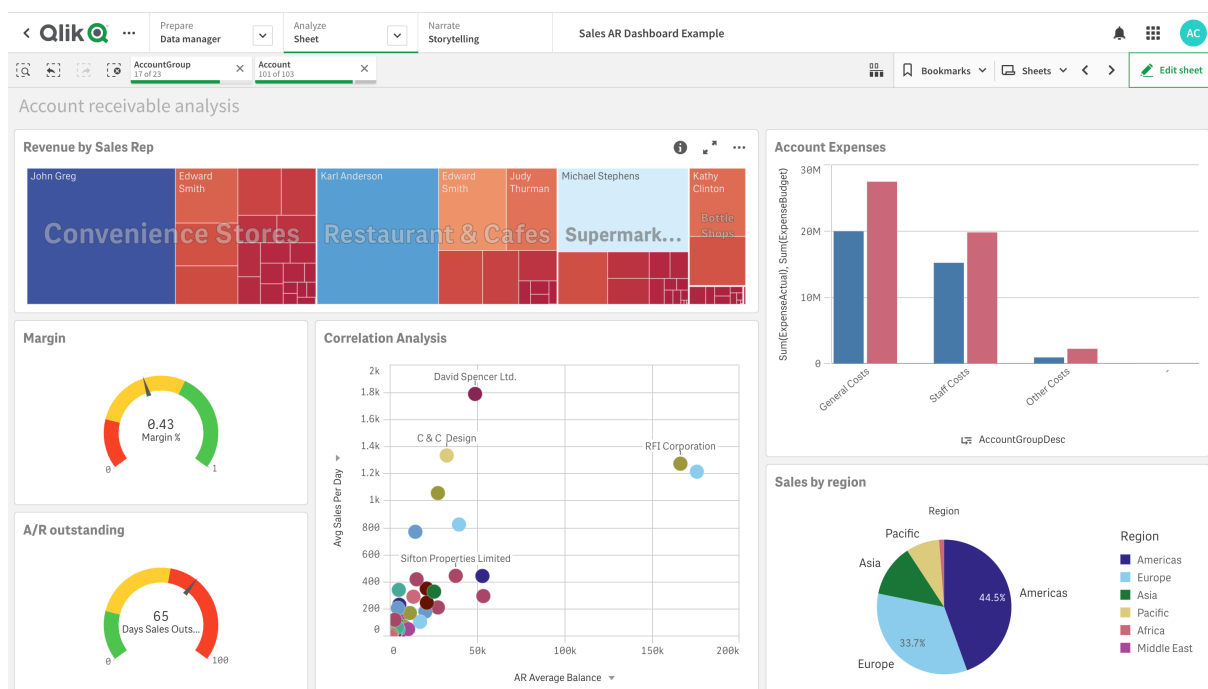 Qlik
Prepare
Data manager
Analyze
Sheet
Narrate
Storytelling
Sales AR Dashboard Example
AC
AccountGroup
17 of 23
Account
101 of 103
Bookmarks
Sheets
Edit sheet
Account receivable analysis
Revenue by Sales Rep
John Greg
Edward
Smith
Karl Anderson
Edward
Smith
Judy
Thurman
Michael Stephens
Kathy
Clinton
Convenience Stores
Restaurant & Cafes
Supermark...
Bottle
Shops
Account Expenses
Sum(ExpenseActual), Sum(ExpenseBudget)
30M
20M
10M
0
General Costs
Staff Costs
Other Costs
-
AccountGroupDesc
Margin
0.43
Margin %
0
1
A/R outstanding
65
Days Sales Outs...
0
100
Correlation Analysis
Avg Sales Per Day
2k
1.8k
1.6k
1.4k
1.2k
1k
800
600
400
200
0
David Spencer Ltd.
C & C Design
RFI Corporation
Sifton Properties Limited
0
50k
100k
150k
200k
AR Average Balance
Sales by region
Region
Pacific
Asia
Americas
Europe
44.5%
33.7%
Region
Americas
Europe
Asia
Pacific
Africa
Middle East